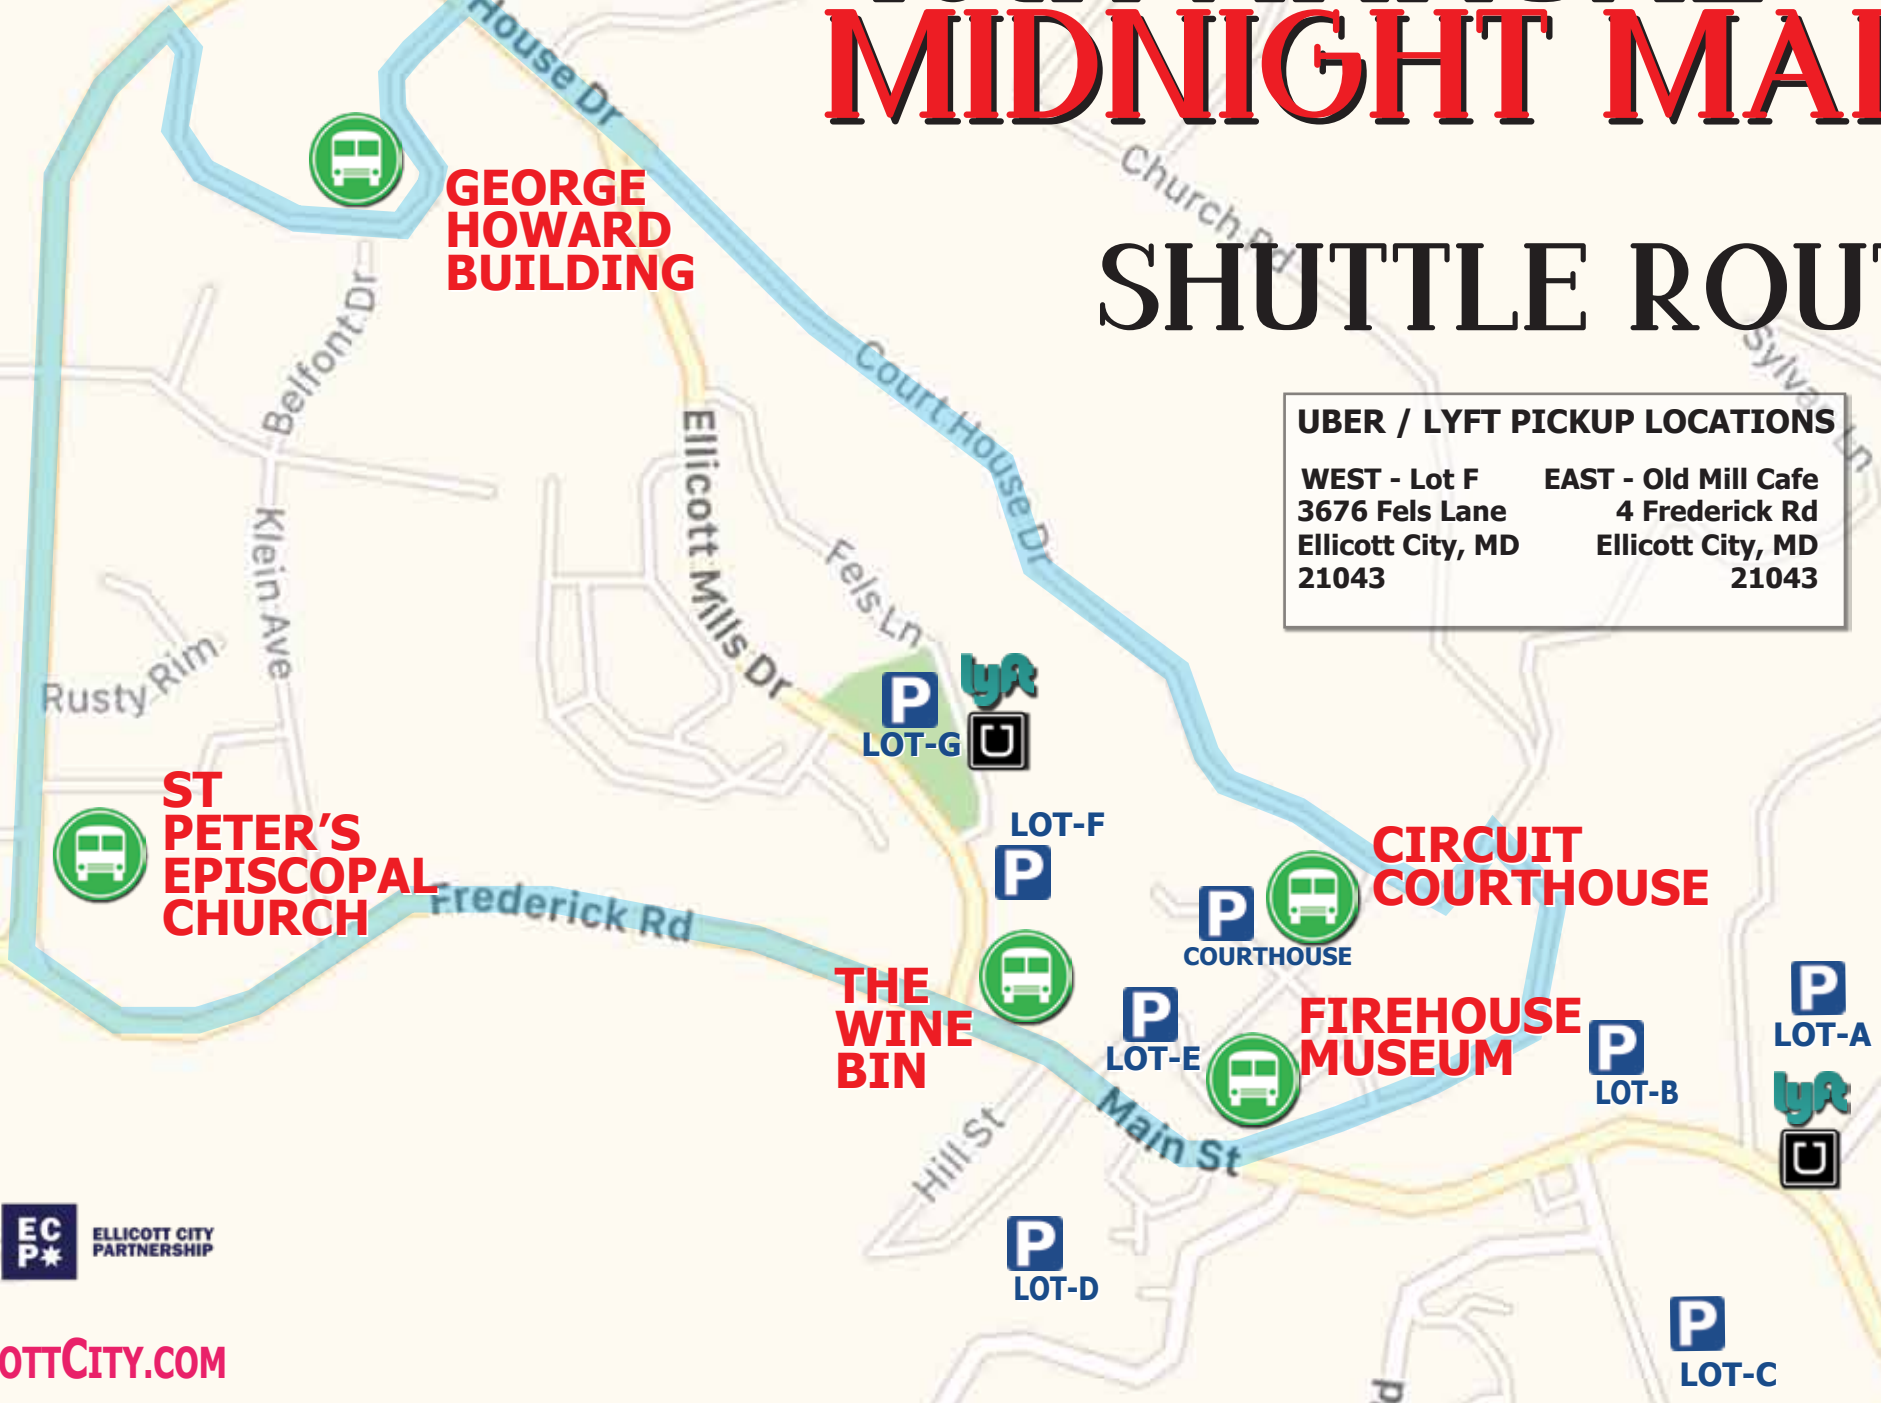 MIDNIGHT
House Dr
Church Rd
GEORGE
HOWARD
BUILDING
SHUTTLE
Belfont Dr
Court House Dr
UBER / LYFT PICKUP LOCATIONS
WEST - Lot F
3676 Fels Lane
Ellicott City, MD
21043
EAST - Old Mill Cafe
4 Frederick Rd
Ellicott City, MD
21043
Ellicott Mills Dr
Klein Ave
Fels Ln
Rusty Rim
P
LOT-G
lyft
U
ST
PETER'S
EPISCOPAL
CHURCH
LOT-F
P
CIRCUIT
COURTHOUSE
P
COURTHOUSE
Frederick Rd
THE
WINE
BIN
P
LOT-E
FIREHOUSE
MUSEUM
P
LOT-B
P
LOT-A
lyft
U
Main St
Hill St
P
LOT-D
EC
P
ELLICOTT CITY
PARTNERSHIP
OTTCITY.COM
P
LOT-C